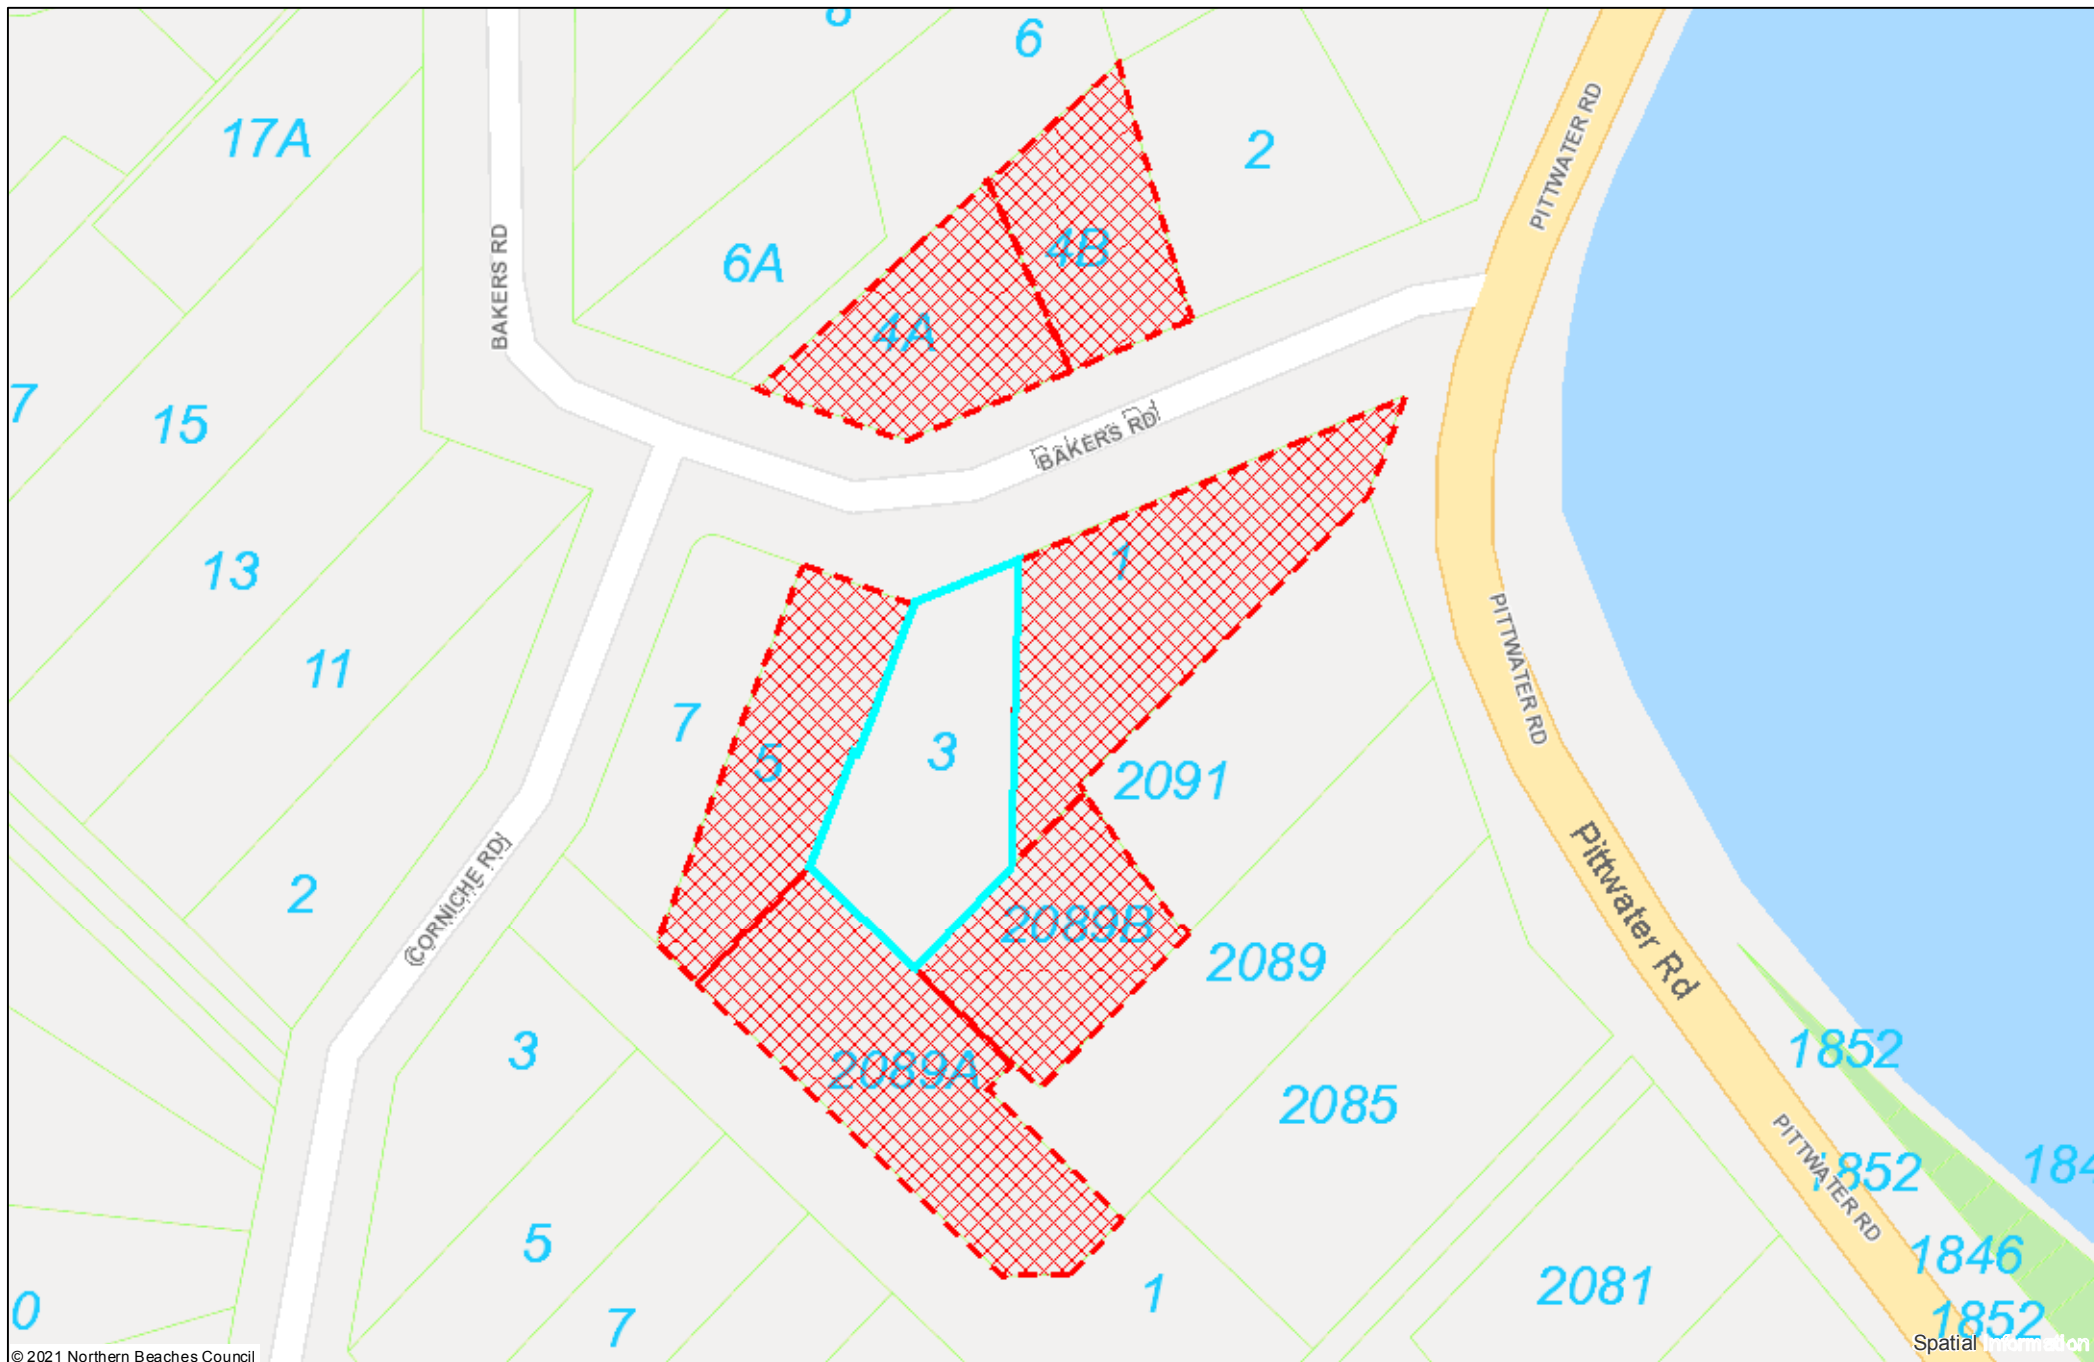 6
17A
PITTWATER RD
2
4B
BAKERS RD
6A
4A
7
15
BAKERS RD
1
13
PITTWATER RD
11
7
3
5
2091
Pittwater Rd
CORNICHE RD
2
2089B
2089
3
2089A
1852
2085
PITTWATER RD
1852
184
5
1846
2081
1
0
7
1852
Spatial Information
© 2021 Northern Beaches Council